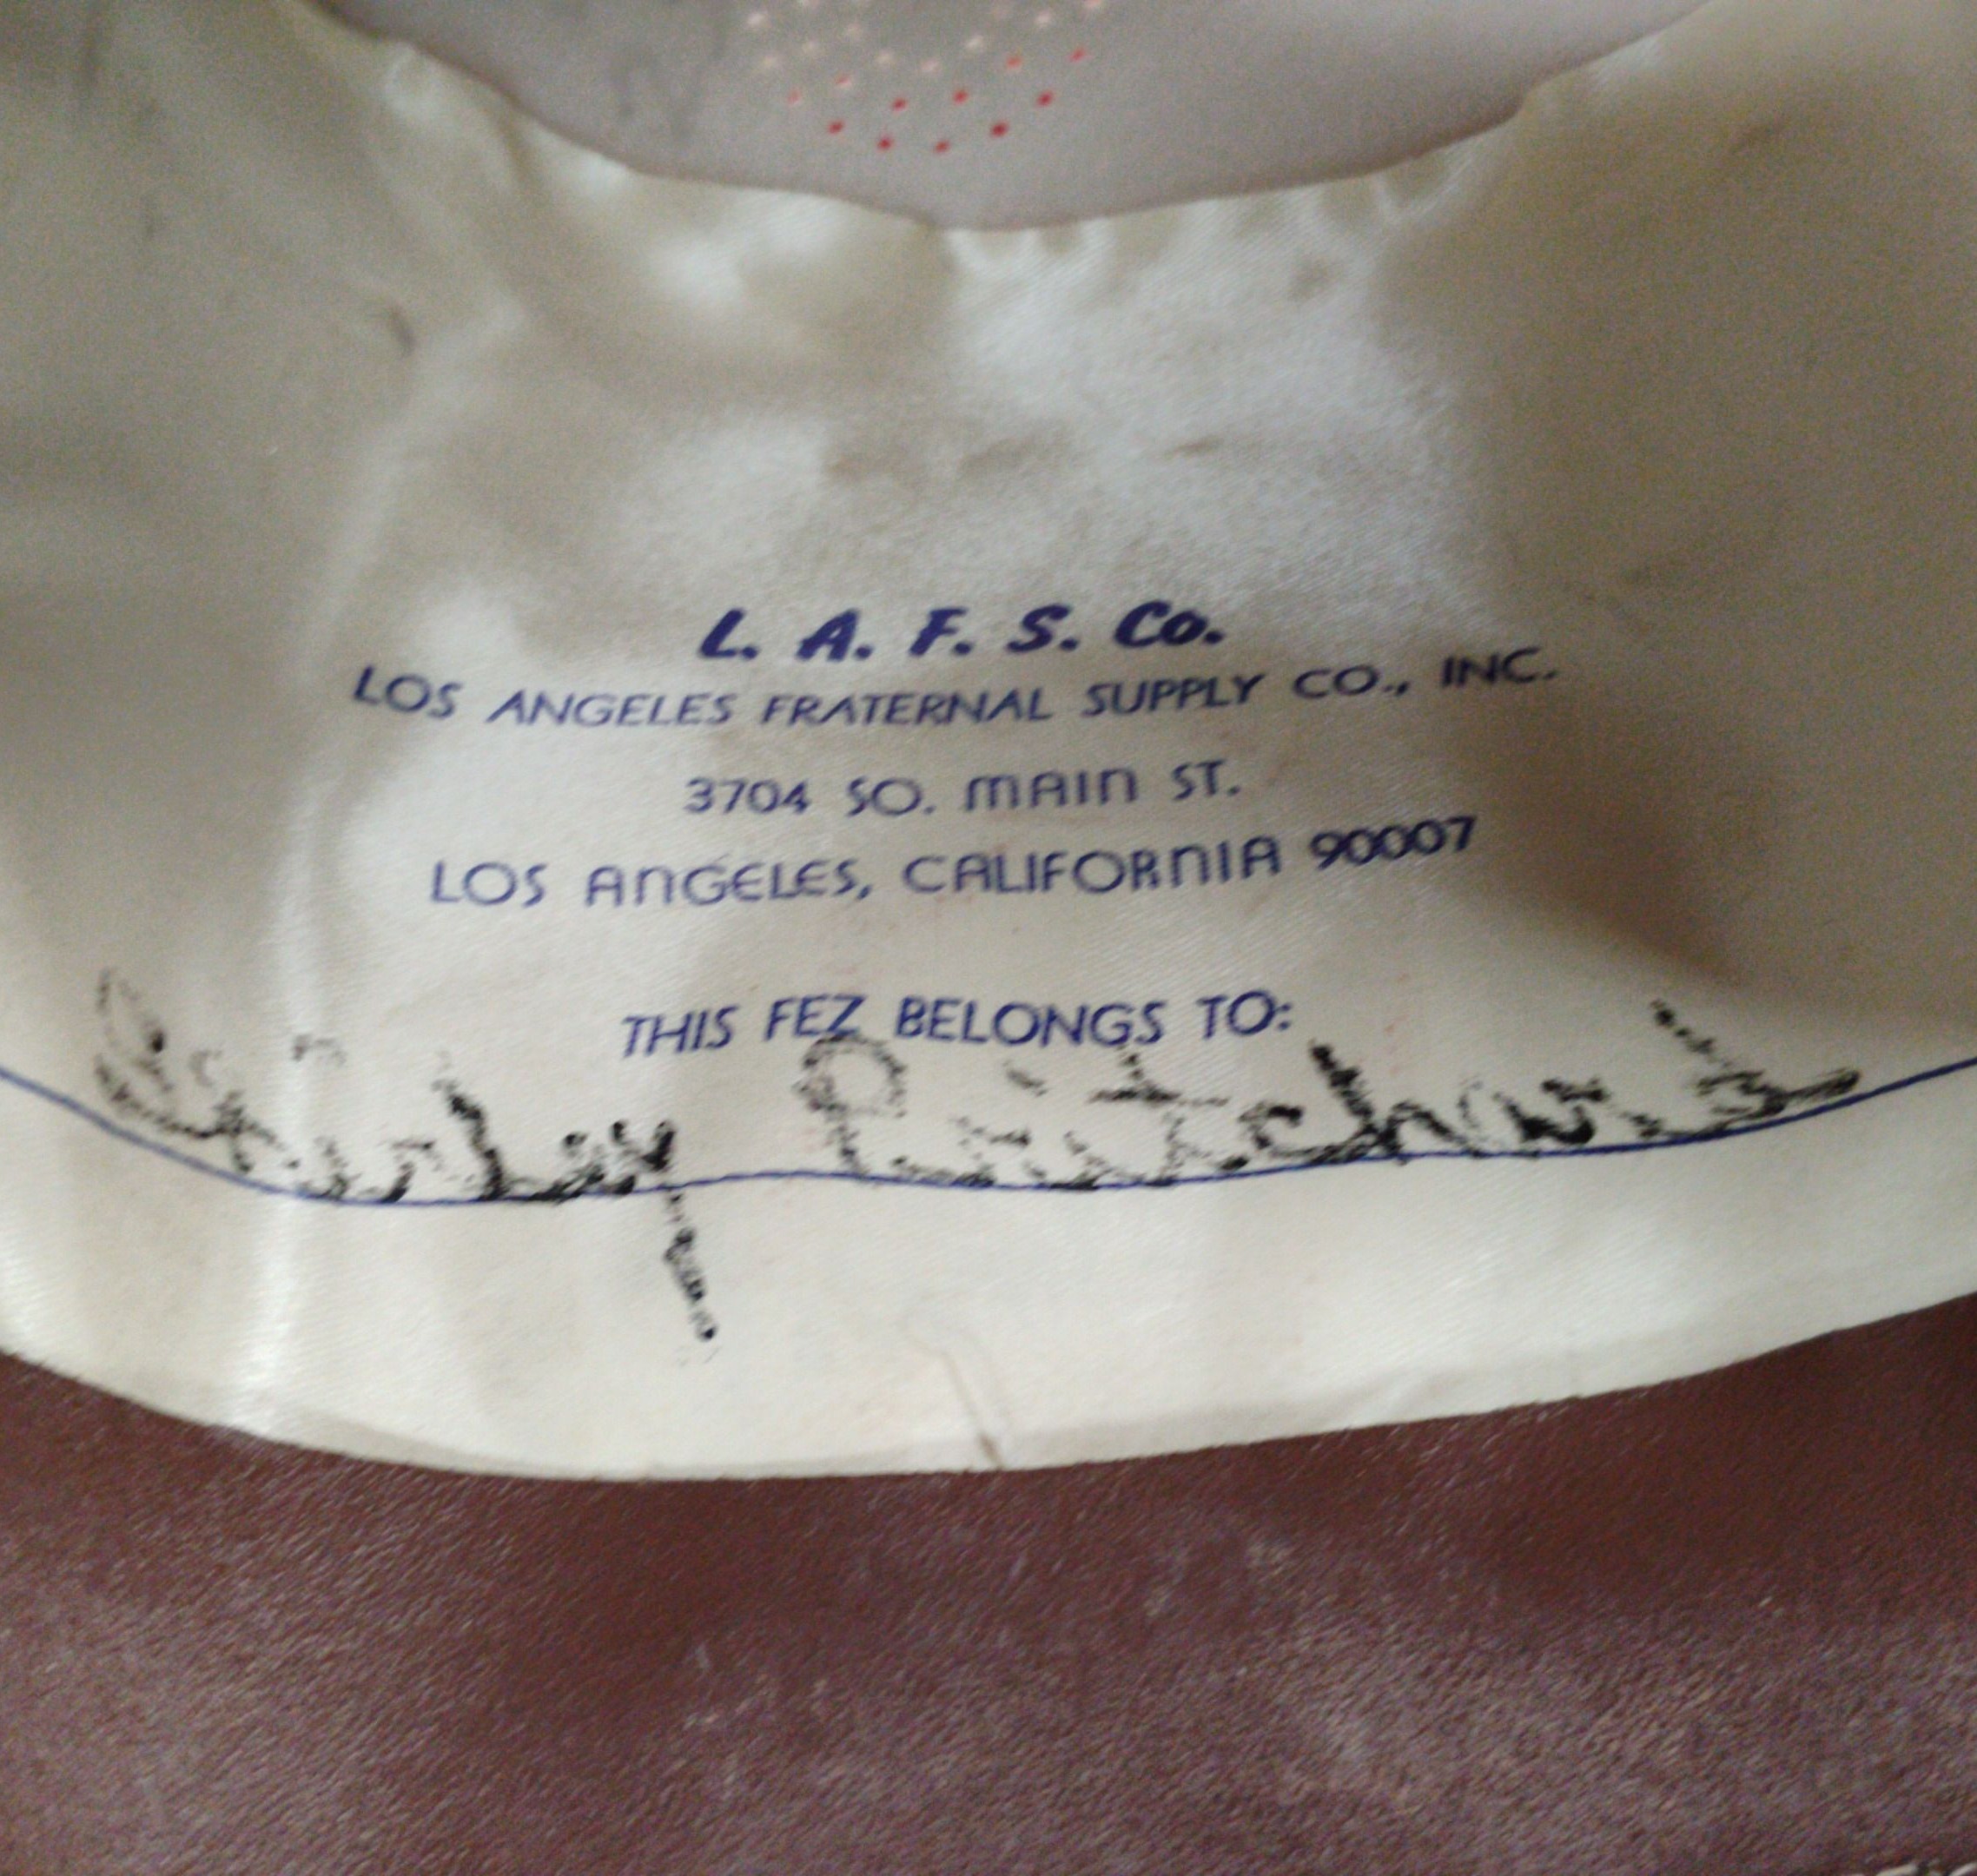 L. A. F. S. Co.
LOS ANGELES FRATERNAL SUPPLY CO., INC.
3704 SO. MAIN ST.
LOS ANGELES, CALIFORNIA 90007
THIS FEZ BELONGS TO:
Pritchard